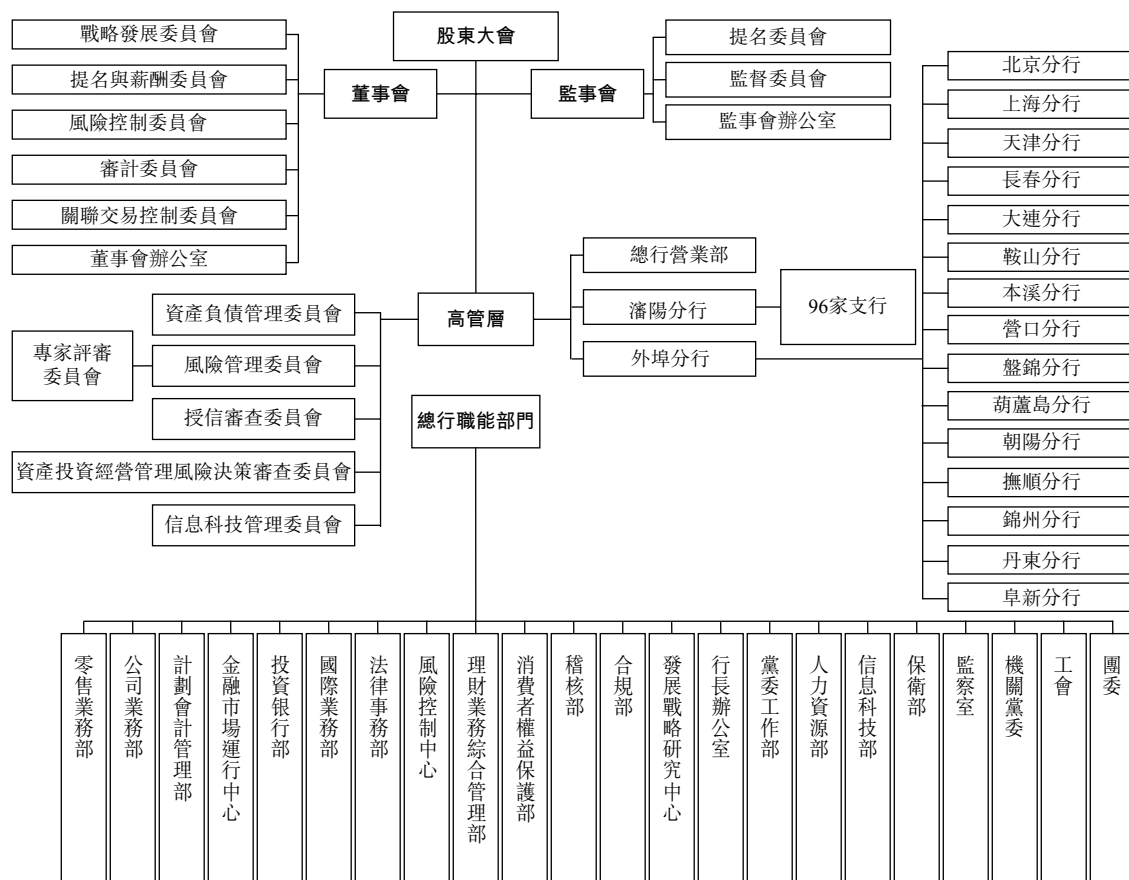 股東大會
董事會
監事會
戰略發展委員會
提名與薪酬委員會
風險控制委員會
審計委員會
關聯交易控制委員會
董事會辦公室
提名委員會
監督委員會
監事會辦公室
高管層
資產負債管理委員會
風險管理委員會
專家評審
委員會
授信審查委員會
資產投資經營管理風險決策審查委員會
信息科技管理委員會
總行營業部
瀋陽分行
外埠分行
96家支行
北京分行
上海分行
天津分行
長春分行
大連分行
鞍山分行
本溪分行
營口分行
盤錦分行
葫蘆島分行
朝陽分行
撫順分行
錦州分行
丹東分行
阜新分行
總行職能部門
零售業務部
公司業務部
計劃會計管理部
金融市場運行中心
投資银行部
國際業務部
法律事務部
風險控制中心
理財業務綜合管理部
消費者權益保護部
稽核部
合規部
發展戰略研究中心
行長辦公室
黨委工作部
人力資源部
信息科技部
保衛部
監察室
機關黨委
工會
團委